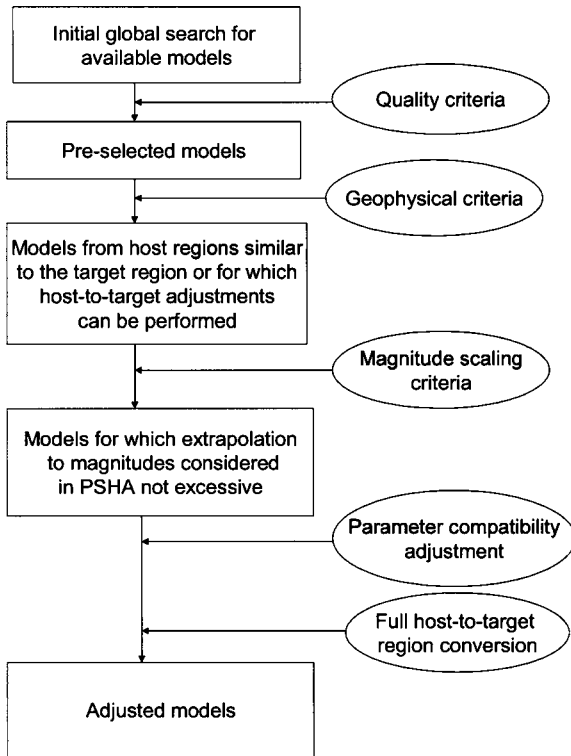 Initial global search for
available models
Quality criteria
Pre-selected models
Geophysical criteria
Models from host regions similar
to the target region or for which
host-to-target adjustments
can be performed
Magnitude scaling
criteria
Models for which extrapolation
to magnitudes considered
in PSHA not excessive
Parameter compatibility
adjustment
Full host-to-target
region conversion
Adjusted models